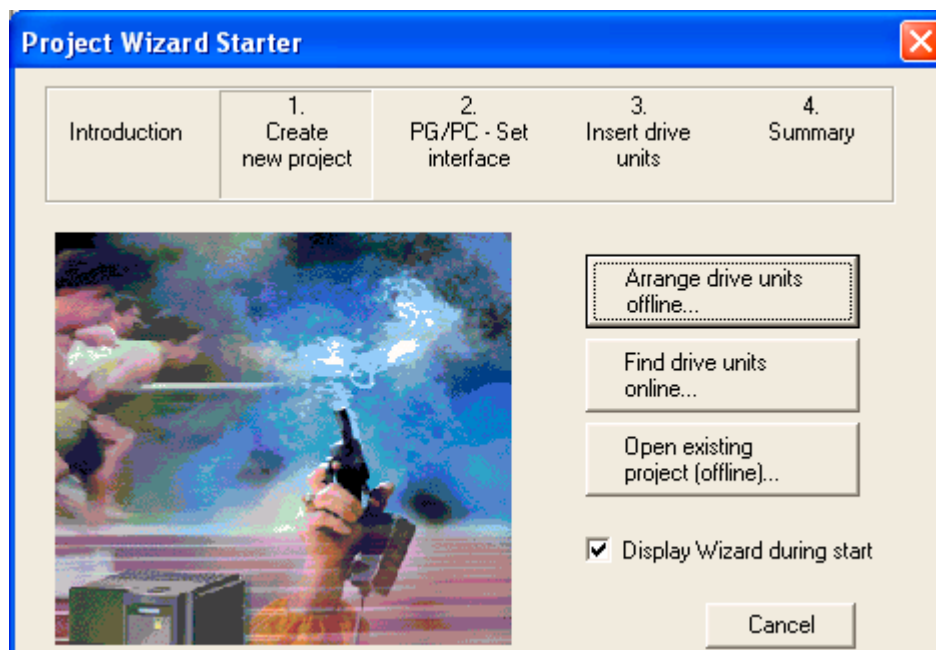 Project Wizard Starter
Introduction
1.
Create
new project
2.
PG/PC - Set
interface
3.
Insert drive
units
4.
Summary
Arrange drive units
offline...
Find drive units
online...
Open existing
project (offline)...
Display Wizard during start
Cancel